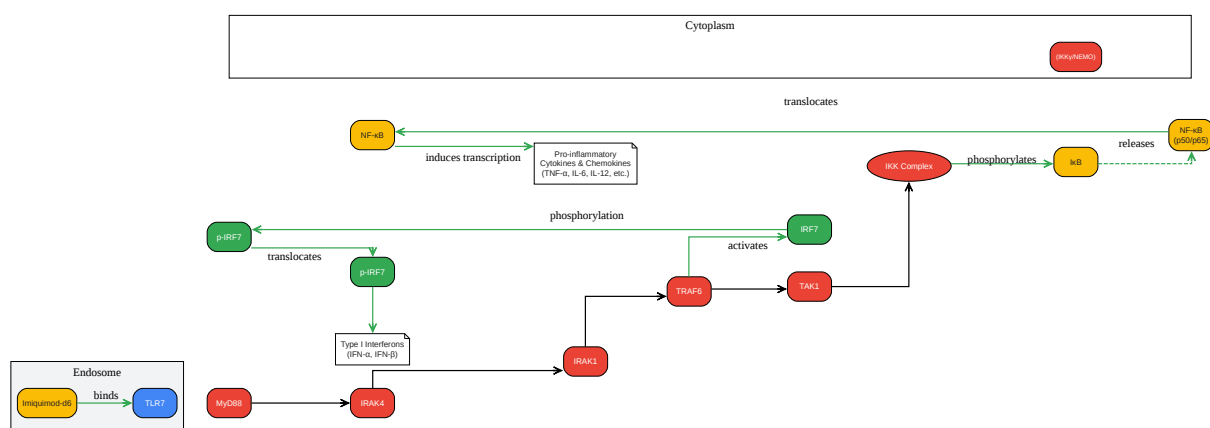 Cytoplasm
(IKKγ/NEMO)
translocates
NF-κB
induces transcription
Pro-inflammatory
Cytokines & Chemokines
(TNF-α, IL-6, IL-12, etc.)
IKK Complex
phosphorylates
IκB
releases
NF-κB
(p50/p65)
phosphorylation
p-IRF7
translocates
p-IRF7
IRF7
activates
TRAF6
TAK1
Type I Interferons
(IFN-α, IFN-β)
IRAK1
Endosome
Imiquimod-d6
binds
TLR7
MyD88
IRAK4